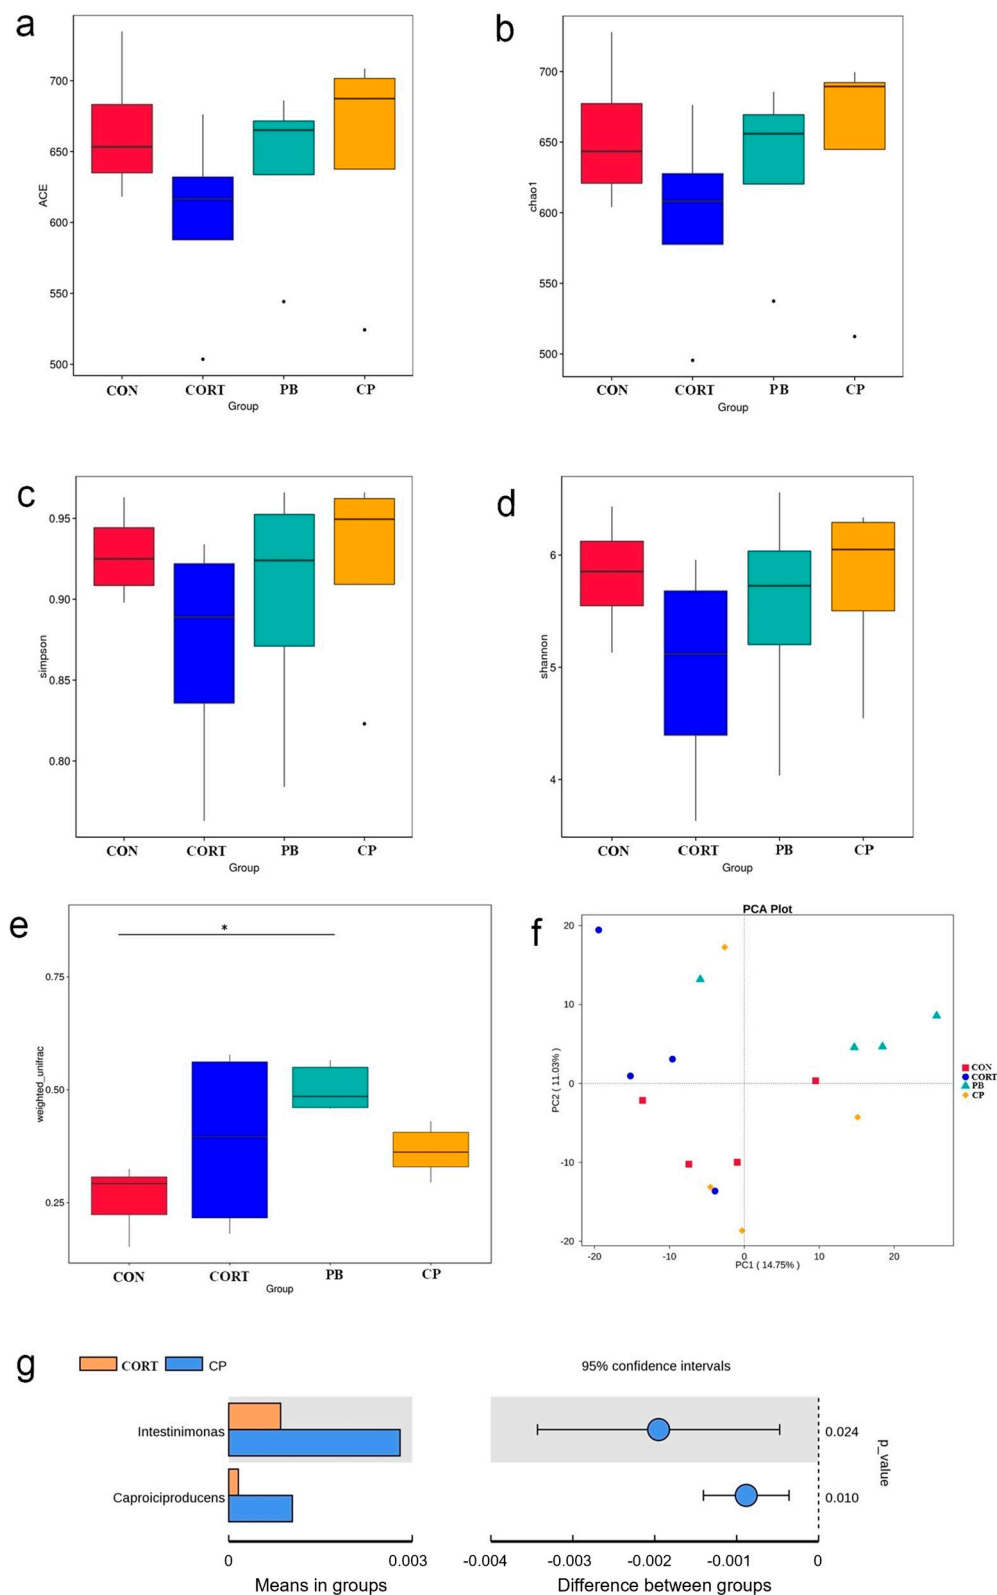 a
700
650
600
550
500
ACE
CON CORT PB CP
Group
b
700
650
600
550
500
chao1
CON CORT PB CP
Group
c
0.95
0.90
0.85
0.80
simpson
CON CORT PB CP
Group
d
6
5
4
shannon
CON CORT PB CP
Group
e
*
0.75
0.50
0.25
weighted_unifrac
CON CORT PB CP
Group
f
PCA Plot
20
10
0
-10
-20
PC2 ( 11.03% )
-20 -10 0 10 20
PC1 ( 14.75% )
CON
CORT
PB
CP
g
CORT CP
95% confidence intervals
Intestinimonas
0.024
Caproiciproducens
0.010
p_value
0 0.003
Means in groups
-0.004 -0.003 -0.002 -0.001 0
Difference between groups